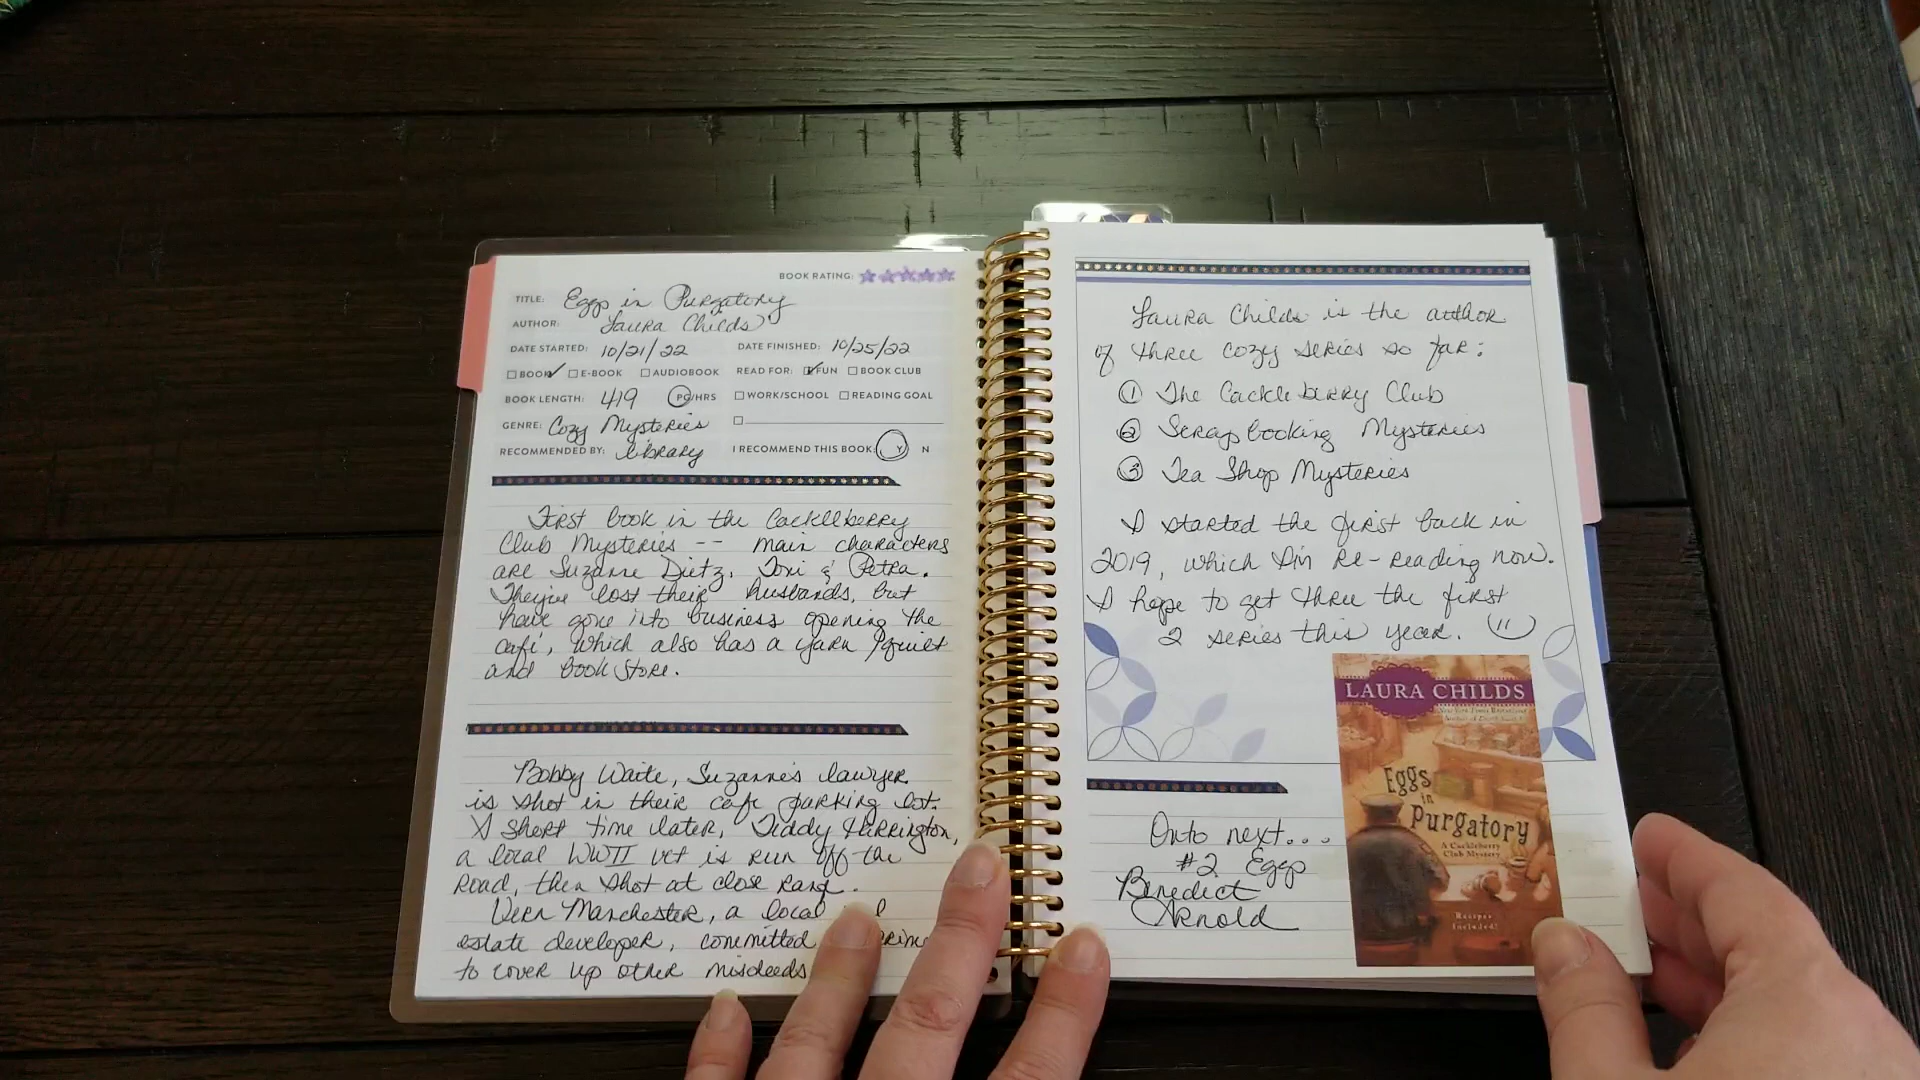 BOOK RATING:
TITLE: Eggs in Purgatory
AUTHOR: Laura Childs
DATE STARTED: 10/21/22 DATE FINISHED: 10/25/22
BOOK E-BOOK AUDIOBOOK READ FOR: FUN BOOK CLUB
BOOK LENGTH: 419 PG/HRS WORK/SCHOOL READING GOAL
GENRE: Cozy Mysteries
RECOMMENDED BY: library I RECOMMEND THIS BOOK: Y N
First book in the Cackleberry
Club Mysteries -- main characters
are Suzanne Dietz, Toni & Petra.
They've lost their husbands, but
have gone into business opening the
café, which also has a yarn/quilt
and book store.
Bobby Waite, Suzanne's lawyer
is shot in their cafe parking lot.
A short time later, Teddy Harrington,
a local WWII vet is run off the
road, then shot at close rang.
Vern Manchester, a local
estate developer, committed
to cover up other misdeeds
Laura Childs is the author
of three cozy series so far:
① The Cackleberry Club
② Scrapbooking Mysteries
③ Tea Shop Mysteries
I started the first back in
2019, which I'm re-reading now.
I hope to get thru the first
2 series this year.
LAURA CHILDS
Eggs
in
Purgatory
A Cackleberry
Club Mystery
Recipes
Included!
Onto next...
#2 Eggs
Benedict
Arnold